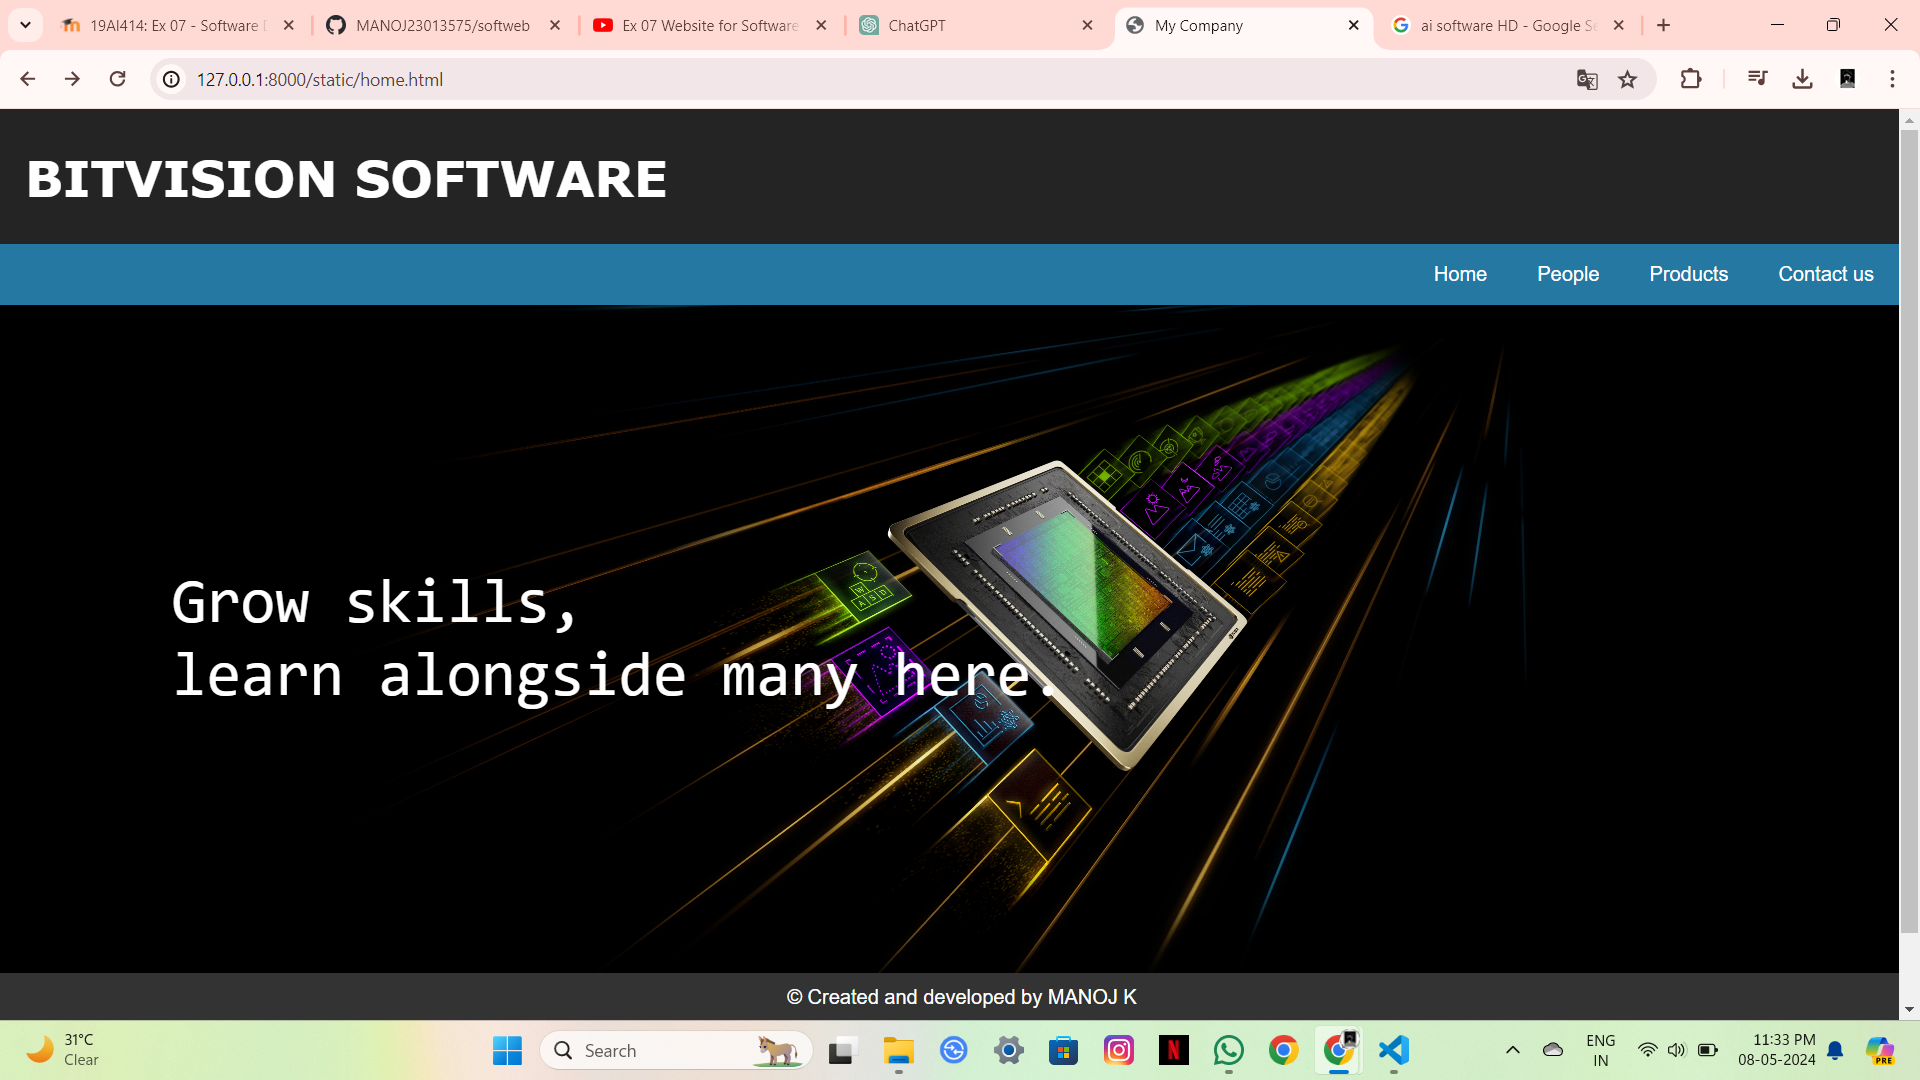 19AI414: Ex 07 - Software D
MANOJ23013575/softweb
Ex 07 Website for Software
ChatGPT
My Company
ai software HD - Google Se
127.0.0.1:8000/static/home.html
BITVISION SOFTWARE
Home
People
Products
Contact us
W
A S D
Grow skills,
learn alongside many here.
© Created and developed by MANOJ K
31°C
Clear
Search
N
PRE
ENG
IN
11:33 PM
08-05-2024